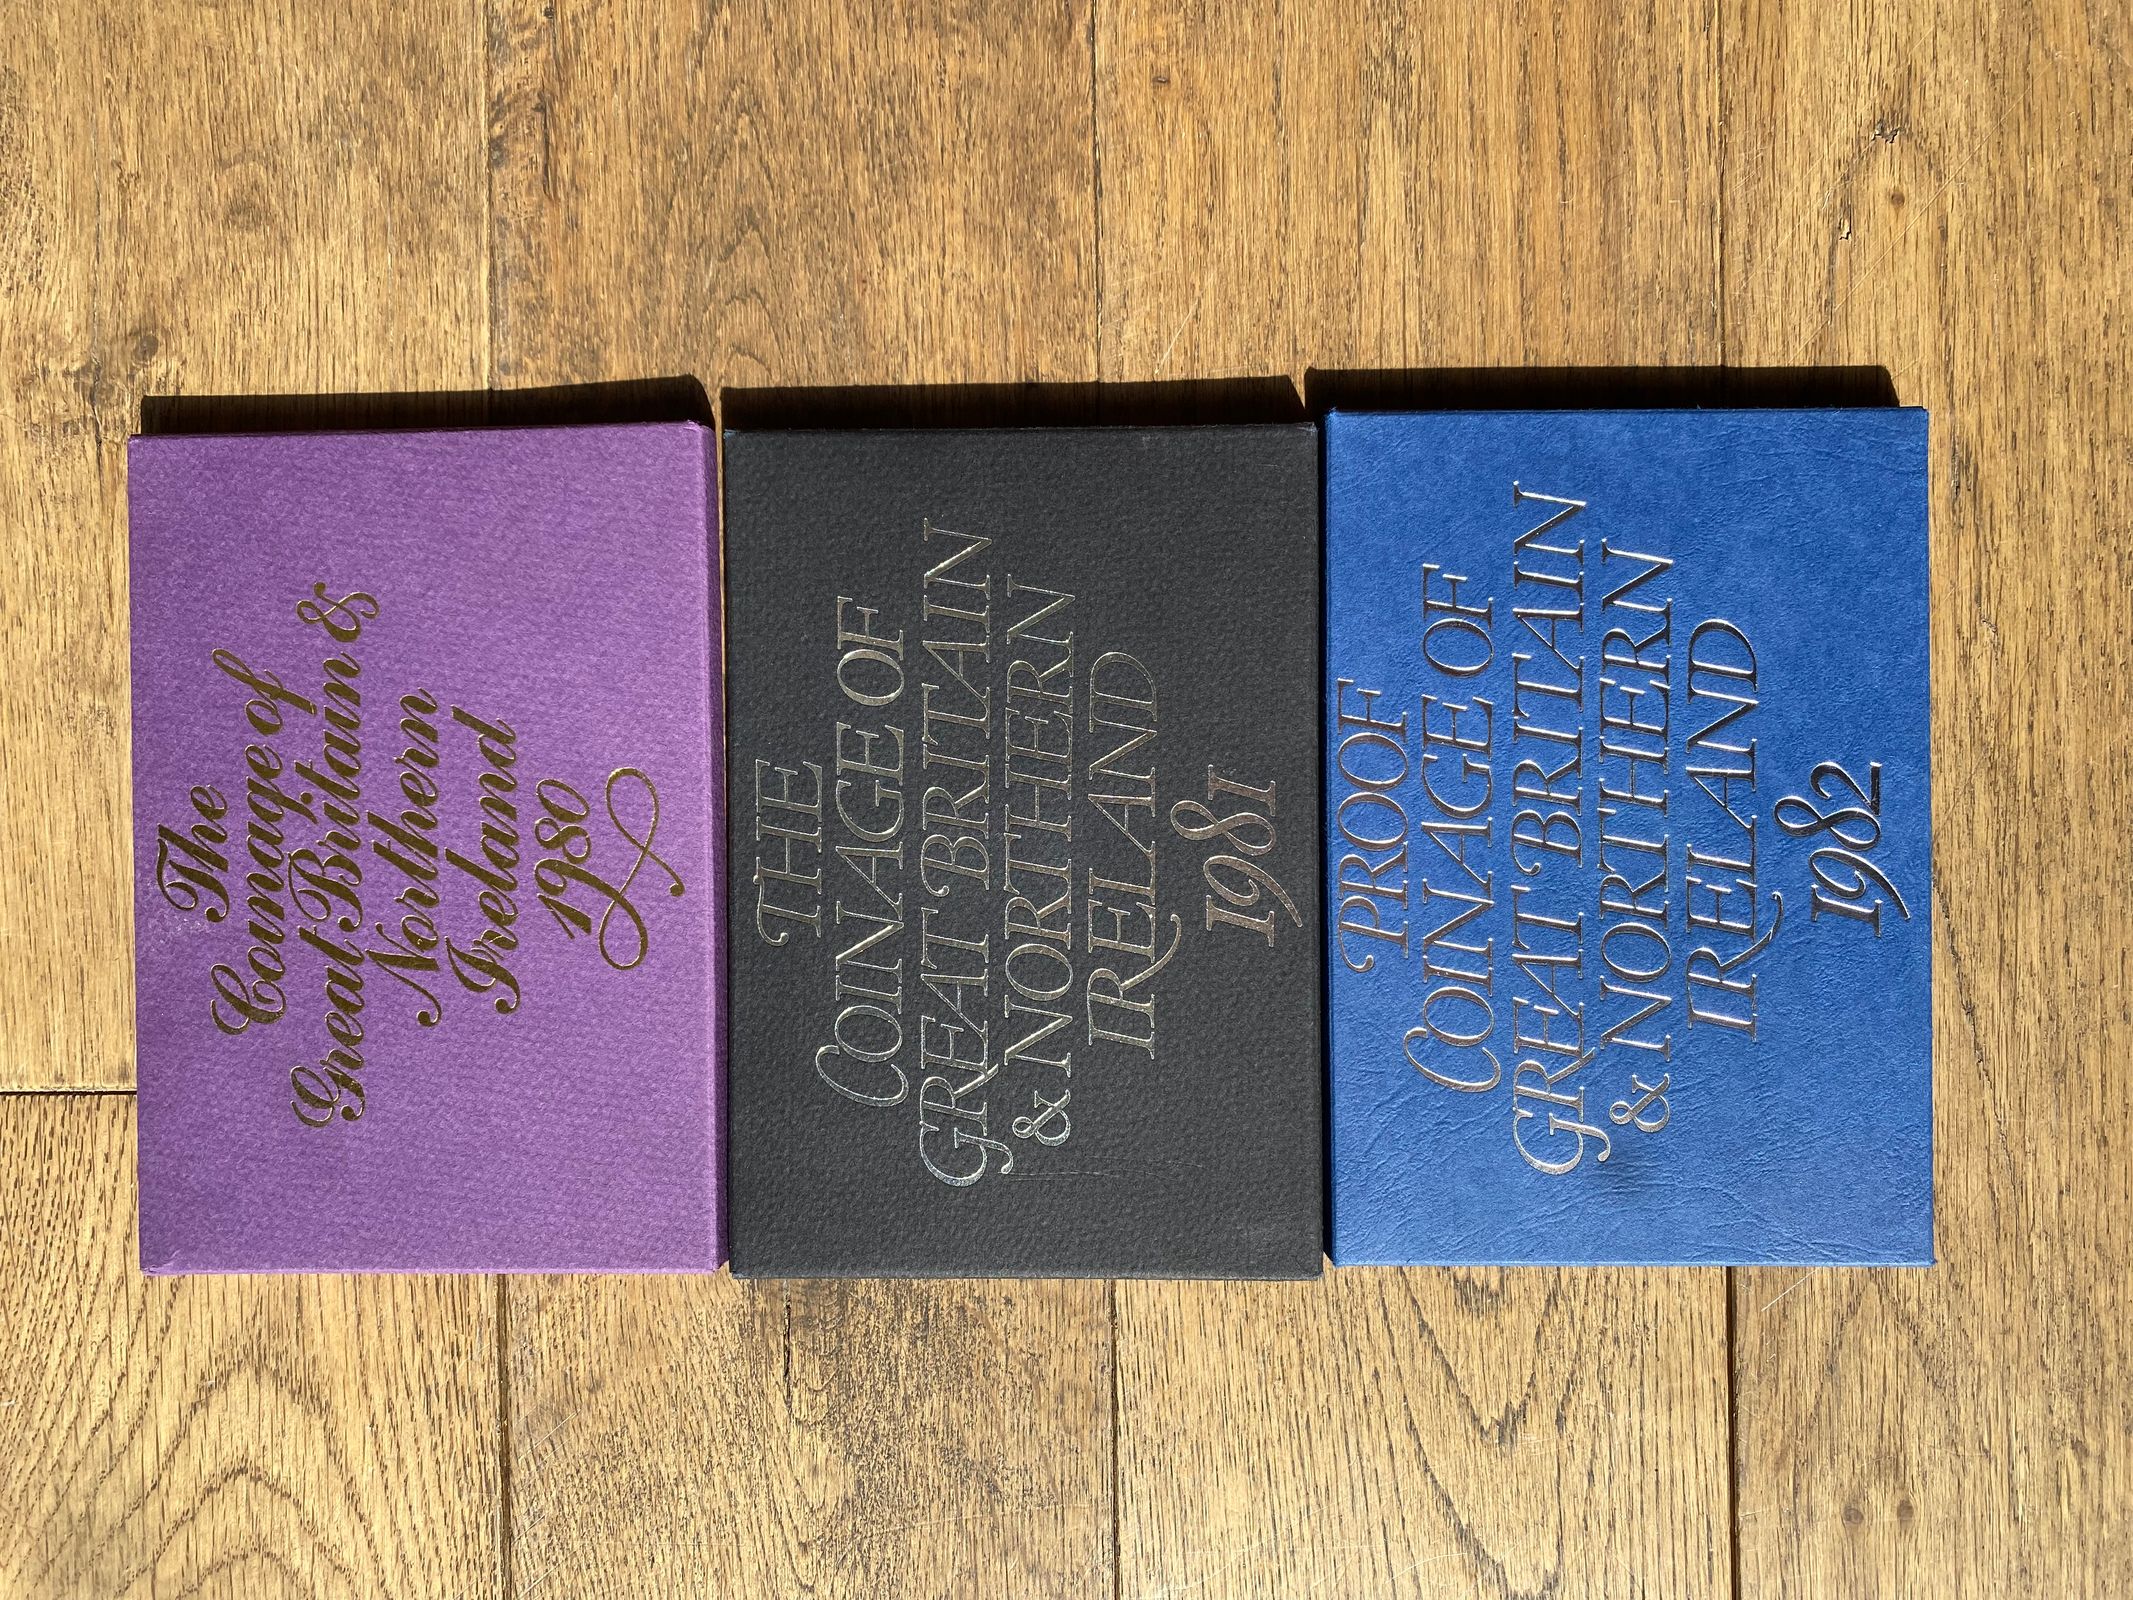 The
Coinage of
Great Britain &
Northern
Ireland
1980
THE
COINAGE OF
GREAT BRITAIN
& NORTHERN
IRELAND
1981
PROOF
COINAGE OF
GREAT BRITAIN
& NORTHERN
IRELAND
1982